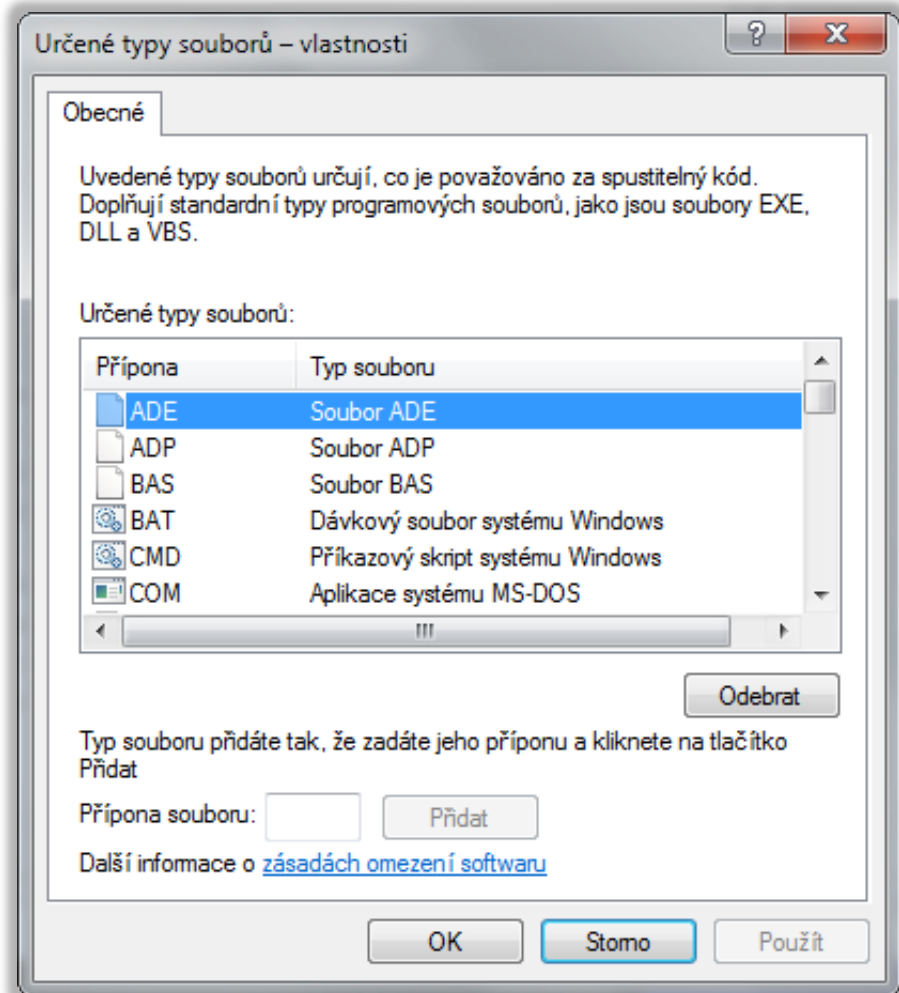 Určené typy souborů – vlastnosti
Obecné
Uvedené typy souborů určují, co je považováno za spustitelný kód.
Doplňují standardní typy programových souborů, jako jsou soubory EXE,
DLL a VBS.
Určené typy souborů:
Přípona Typ souboru
ADE Soubor ADE
ADP Soubor ADP
BAS Soubor BAS
BAT Dávkový soubor systému Windows
CMD Příkazový skript systému Windows
COM Aplikace systému MS-DOS
Odebrat
Typ souboru přidáte tak, že zadáte jeho příponu a kliknete na tlačítko
Přidat
Přípona souboru: Přidat
Další informace o zásadách omezení softwaru
OK Storno Použít